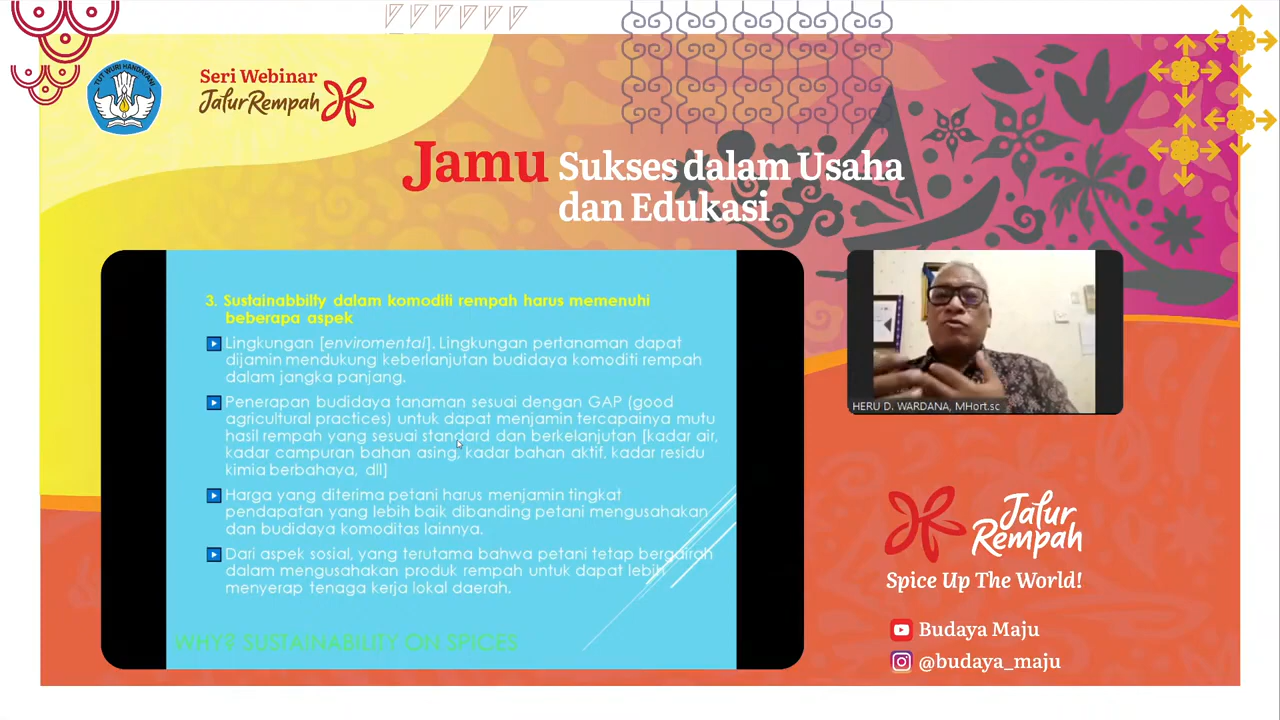 TUT WURI HANDAYANI
Seri Webinar
Jalur Rempah
Jamu Sukses dalam Usaha
dan Edukasi
3. Sustainabbility dalam komoditi rempah harus memenuhi
beberapa aspek
Lingkungan [enviromental]. Lingkungan pertanaman dapat
dijamin mendukung keberlanjutan budidaya komoditi rempah
dalam jangka panjang.
Penerapan budidaya tanaman sesuai dengan GAP (good
agricultural practices) untuk dapat menjamin tercapainya mutu
hasil rempah yang sesuai standard dan berkelanjutan [kadar air,
kadar campuran bahan asing, kadar bahan aktif, kadar residu
kimia berbahaya, dll]
Harga yang diterima petani harus menjamin tingkat
pendapatan yang lebih baik dibanding petani mengusahakan
dan budidaya komoditas lainnya.
Dari aspek sosial, yang terutama bahwa petani tetap bergairah
dalam mengusahakan produk rempah untuk dapat lebih
menyerap tenaga kerja lokal daerah.
WHY? SUSTAINABILITY ON SPICES
HERU D. WARDANA, MHort.sc
Jalur
Rempah
Spice Up The World!
Budaya Maju
@budaya_maju